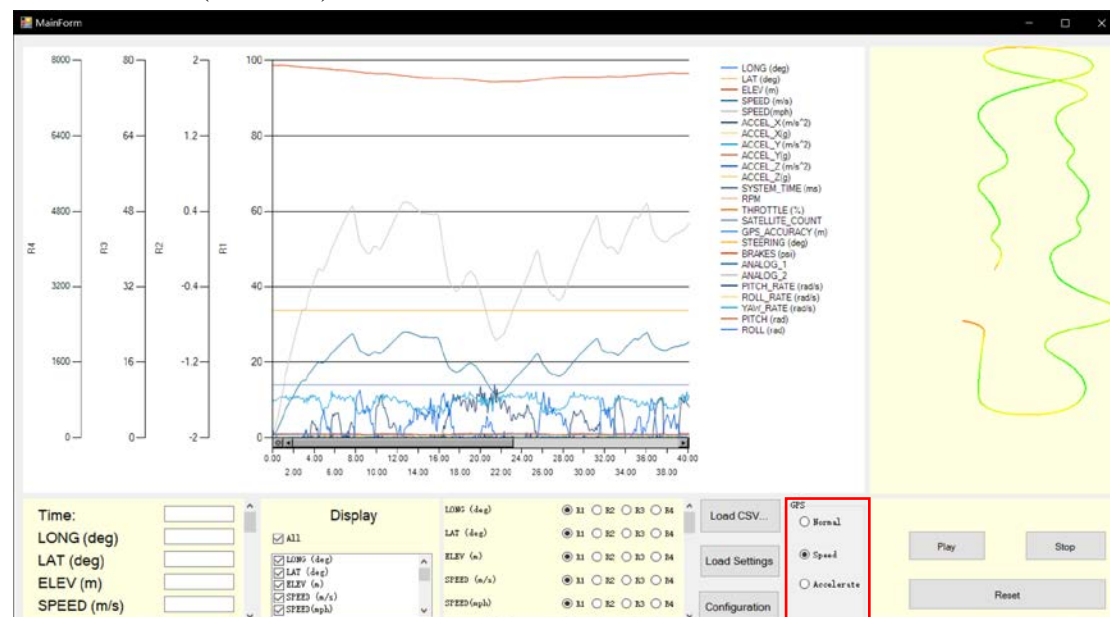 MainForm
8000
80
2
100
6400
64
1.2
80
4800
48
0.4
60
R4
R3
R2
R1
3200
32
-0.4
40
1600
16
-1.2
20
0
0
-2
0
0.00 4.00 8.00 12.00 16.00 20.00 24.00 28.00 32.00 36.00 40.00
2.00 6.00 10.00 14.00 18.00 22.00 26.00 30.00 34.00 38.00
LONG (deg)
LAT (deg)
ELEV (m)
SPEED (m/s)
SPEED(mph)
ACCEL_X (m/s^2)
ACCEL_X(g)
ACCEL_Y (m/s^2)
ACCEL_Y(g)
ACCEL_Z (m/s^2)
ACCEL_Z(g)
SYSTEM_TIME (ms)
RPM
THROTTLE (%)
SATELLITE_COUNT
GPS_ACCURACY (m)
STEERING (deg)
BRAKES (psi)
ANALOG_1
ANALOG_2
PITCH_RATE (rad/s)
ROLL_RATE (rad/s)
YAW_RATE (rad/s)
PITCH (rad)
ROLL (rad)
Time:
LONG (deg)
LAT (deg)
ELEV (m)
SPEED (m/s)
Display
All
LONG (deg)
LAT (deg)
ELEV (m)
SPEED (m/s)
SPEED(mph)
LONG (deg) R1 R2 R3 R4
LAT (deg) R1 R2 R3 R4
ELEV (m) R1 R2 R3 R4
SPEED (m/s) R1 R2 R3 R4
SPEED(mph) R1 R2 R3 R4
Load CSV...
Load Settings
Configuration
GPS
Normal
Speed
Accelerate
Play
Stop
Reset